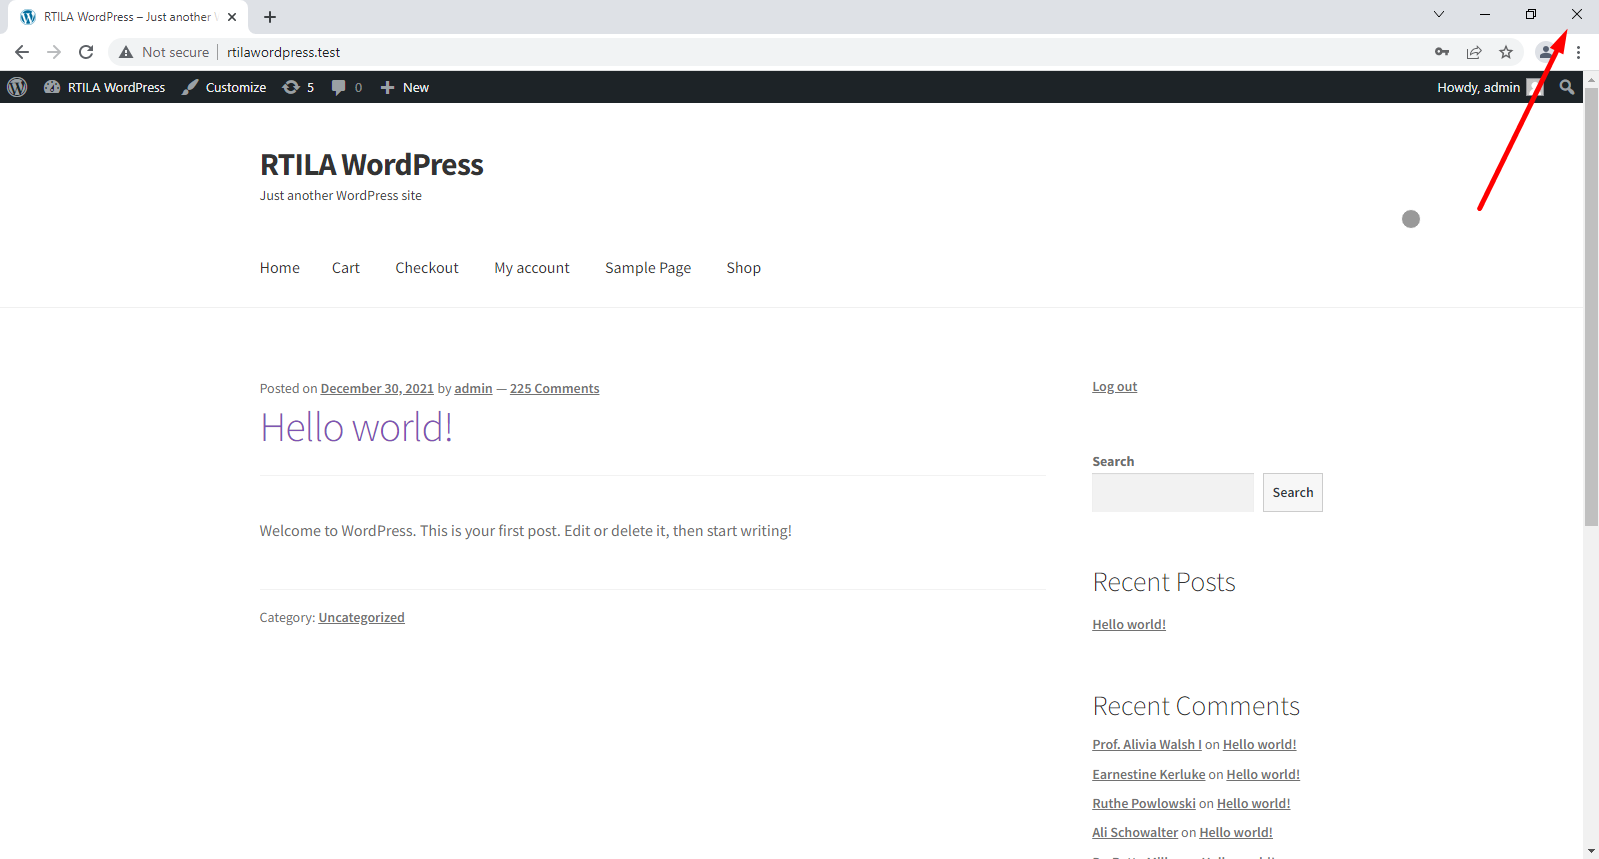 RTILA WordPress – Just another
Not secure
rtilawordpress.test
RTILA WordPress
Customize
5
0
New
Howdy, admin
RTILA WordPress
Just another WordPress site
Home
Cart
Checkout
My account
Sample Page
Shop
Posted on December 30, 2021 by admin — 225 Comments
Hello world!
Welcome to WordPress. This is your first post. Edit or delete it, then start writing!
Category: Uncategorized
Log out
Search
Search
Recent Posts
Hello world!
Recent Comments
Prof. Alivia Walsh I on Hello world!
Earnestine Kerluke on Hello world!
Ruthe Powlowski on Hello world!
Ali Schowalter on Hello world!